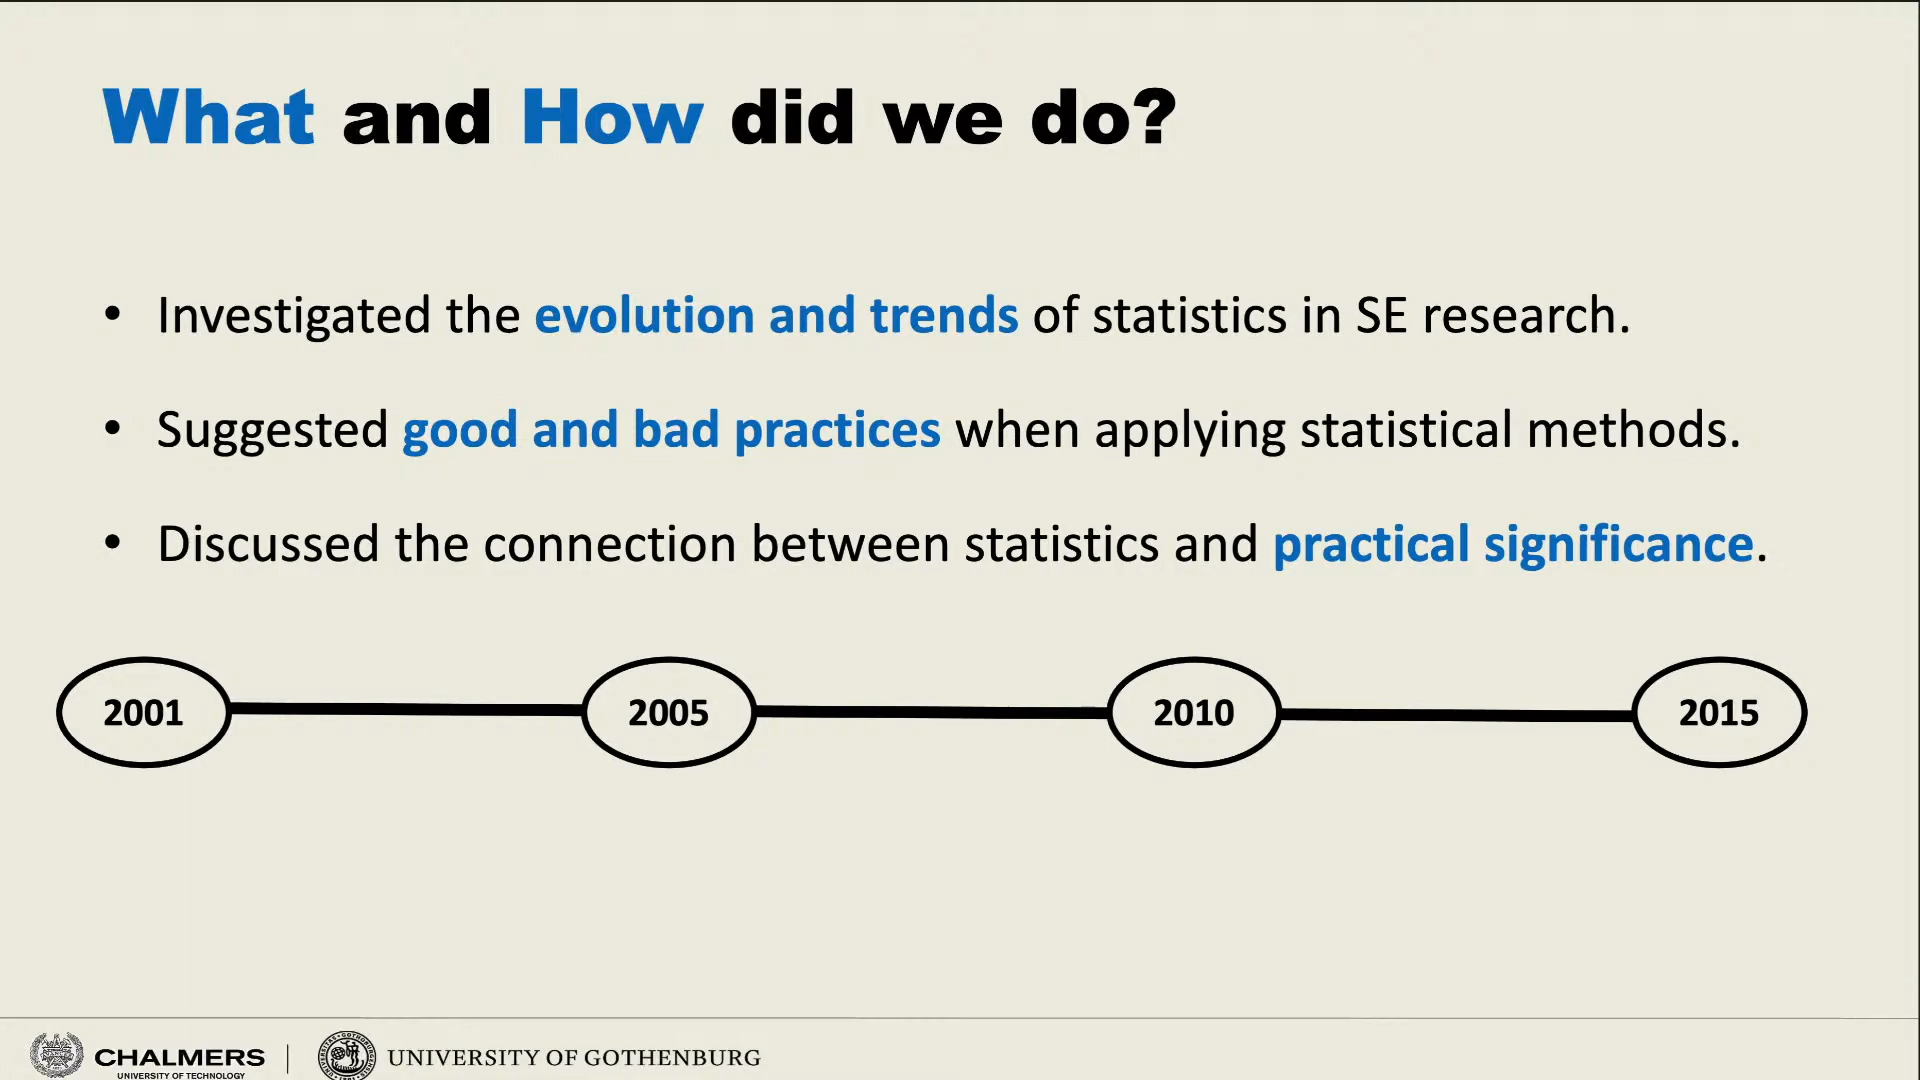 What and How did we do?
• Investigated the evolution and trends of statistics in SE research.
• Suggested good and bad practices when applying statistical methods.
• Discussed the connection between statistics and practical significance.
2001 2005 2010 2015
CHALMERS
UNIVERSITY OF TECHNOLOGY
UNIVERSITY OF GOTHENBURG